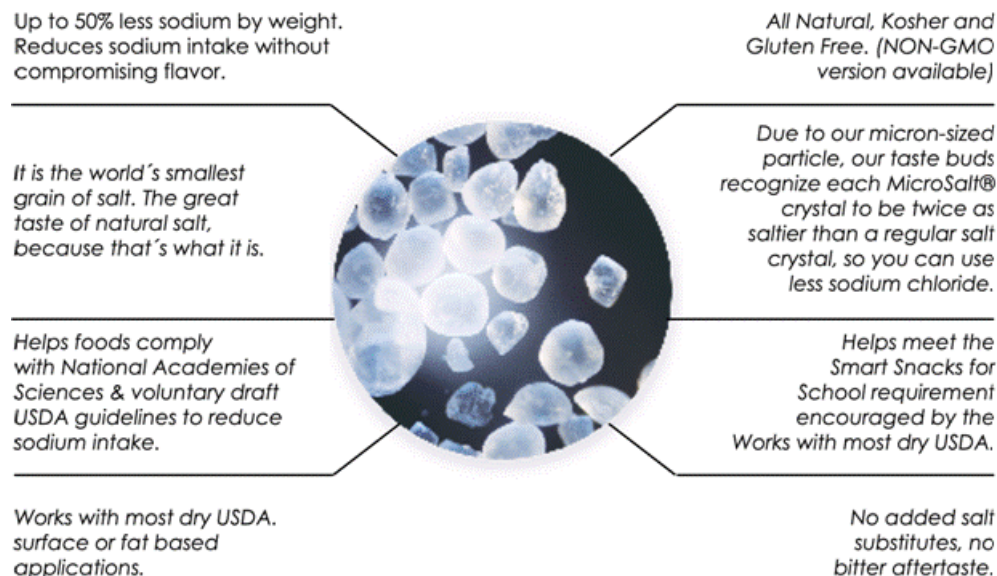 Up to 50% less sodium by weight.
Reduces sodium intake without
compromising flavor.
It is the world´s smallest
grain of salt. The great
taste of natural salt,
because that´s what it is.
Helps foods comply
with National Academies of
Sciences & voluntary draft
USDA guidelines to reduce
sodium intake.
Works with most dry USDA.
surface or fat based
applications.
All Natural, Kosher and
Gluten Free. (NON-GMO
version available)
Due to our micron-sized
particle, our taste buds
recognize each MicroSalt®
crystal to be twice as
saltier than a regular salt
crystal, so you can use
less sodium chloride.
Helps meet the
Smart Snacks for
School requirement
encouraged by the
Works with most dry USDA.
No added salt
substitutes, no
bitter aftertaste.